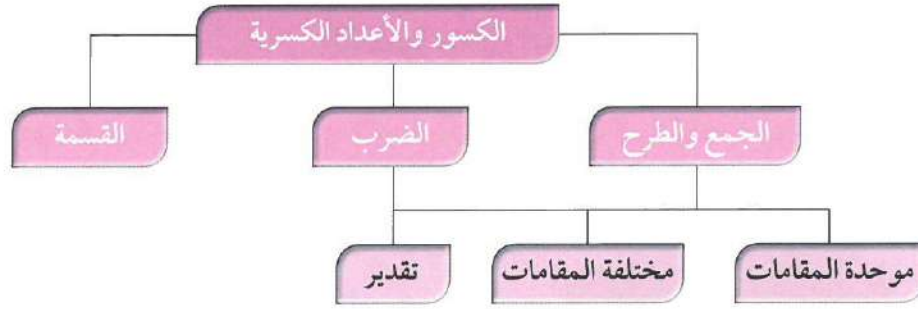 الكسور والأعداد الكسرية
الجمع والطرح
الضرب
القسمة
موحدة المقامات
مختلفة المقامات
تقدير